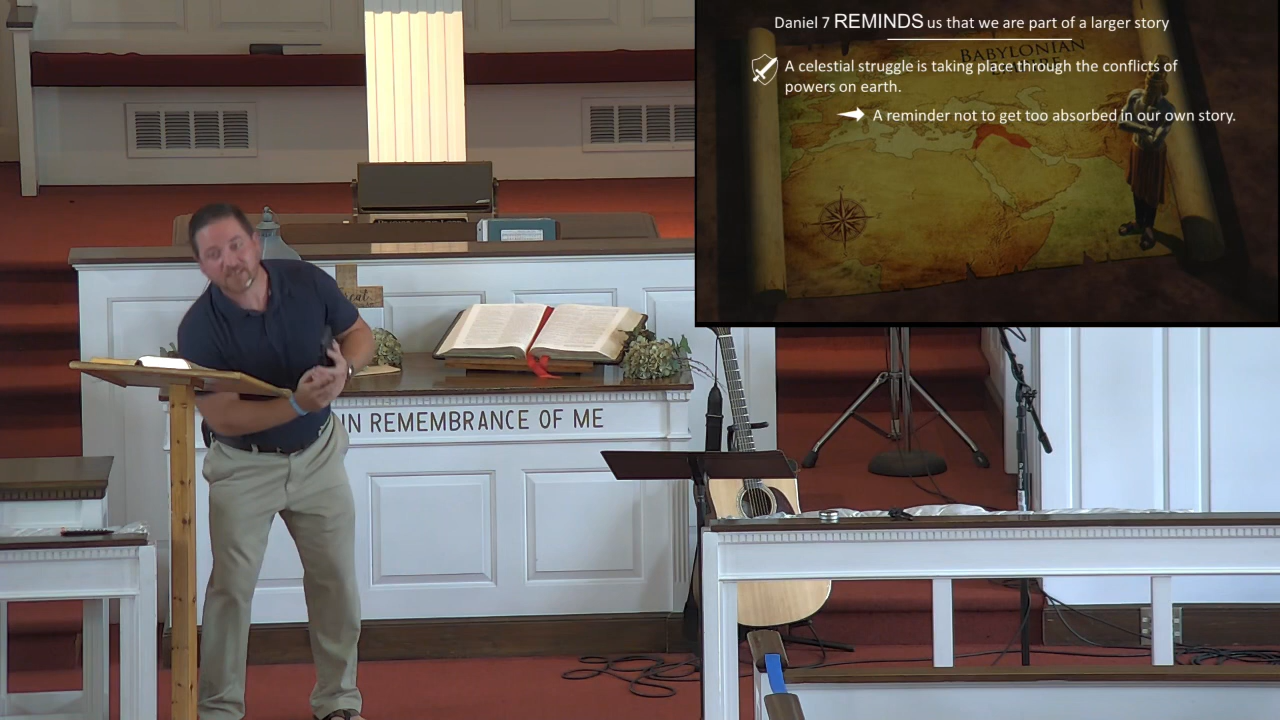 Daniel 7 REMINDS us that we are part of a larger story
BABYLONIAN
A celestial struggle is taking place through the conflicts of
powers on earth.
A reminder not to get too absorbed in our own story.
IN REMEMBRANCE OF ME